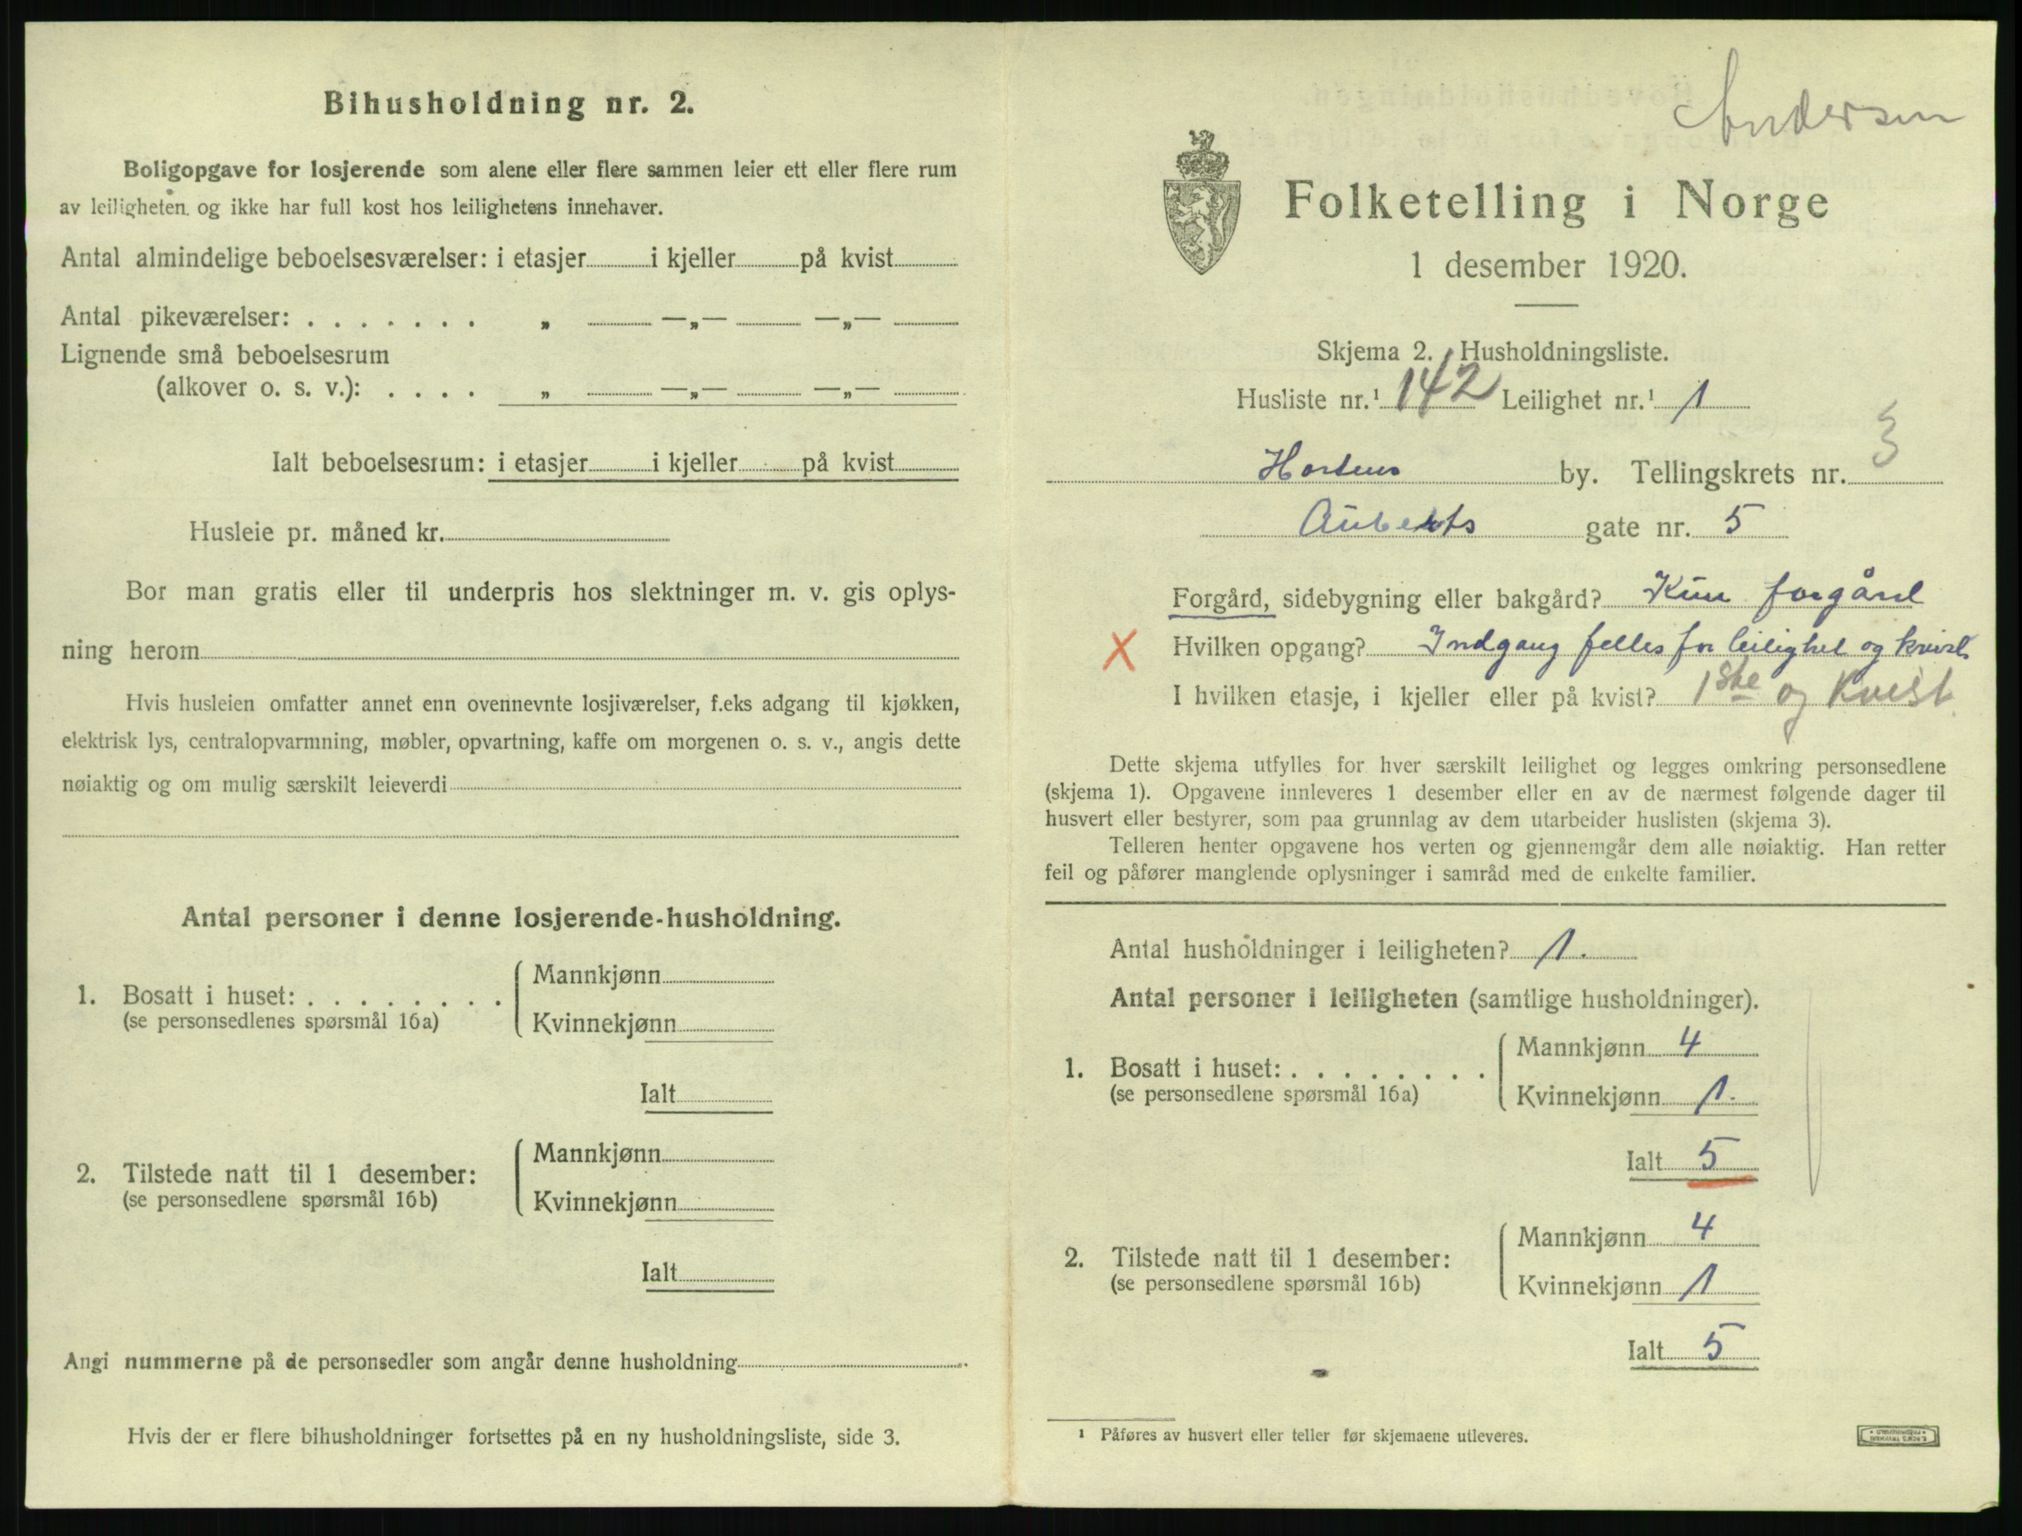 Bihusholdning nr. 2.
Boligopgave for losjerende som alene eller flere sammen leier ett eller flere rum
av leiligheten og ikke har full kost hos leilighetens innehaver.
Antal almindelige beboelsesværelser: i etasjer i kjeller på kvist
Antal pikeværelser: . . . . . . . „ —„— —„—
Lignende små beboelsesrum
(alkover o. s. v.): . . . . „ —„— —„—
Ialt beboelsesrum: i etasjer i kjeller på kvist
Husleie pr. måned kr.
Bor man gratis eller til underpris hos slektninger m. v. gis oplys-
ning herom
Hvis husleien omfatter annet enn ovennevnte losjiværelser, f.eks adgang til kjøkken,
elektrisk lys, centralopvarmning, møbler, opvartning, kaffe om morgenen o. s. v., angis dette
nøiaktig og om mulig særskilt leieverdi
Antal personer i denne losjerende-husholdning.
1. Bosatt i huset: . . . . . . . . Mannkjønn
(se personsedlenes spørsmål 16a) Kvinnekjønn
Ialt
2. Tilstede natt til 1 desember: Mannkjønn
(se personsedlene spørsmål 16b) Kvinnekjønn
Ialt
Angi nummerne på de personsedler som angår denne husholdning
Hvis der er flere bihusholdninger fortsettes på en ny husholdningsliste, side 3.
Andersen
Folketelling i Norge
1 desember 1920.
Skjema 2. Husholdningsliste.
Husliste nr.¹ 142 Leilighet nr.¹ 1
Hortens by. Tellingskrets nr. 3
Auberts gate nr. 5
Forgård, sidebygning eller bakgård? Kun forgård
X Hvilken opgang? Indgang felles for leilighet og kvist
I hvilken etasje, i kjeller eller på kvist? 1ste og Kvist
Dette skjema utfylles for hver særskilt leilighet og legges omkring personsedlene
(skjema 1). Opgavene innleveres 1 desember eller en av de nærmest følgende dager til
husvert eller bestyrer, som paa grunnlag av dem utarbeider huslisten (skjema 3).
Telleren henter opgavene hos verten og gjennemgår dem alle nøiaktig. Han retter
feil og påfører manglende oplysninger i samråd med de enkelte familier.
Antal husholdninger i leiligheten? 1.
Antal personer i leiligheten (samtlige husholdninger).
1. Bosatt i huset: . . . . . . . . Mannkjønn 4
(se personsedlene spørsmål 16a) Kvinnekjønn 1.
Ialt 5
2. Tilstede natt til 1 desember: Mannkjønn 4
(se personsedlene spørsmål 16b) Kvinnekjønn 1
Ialt 5
¹ Påføres av husvert eller teller før skjemaene utleveres.